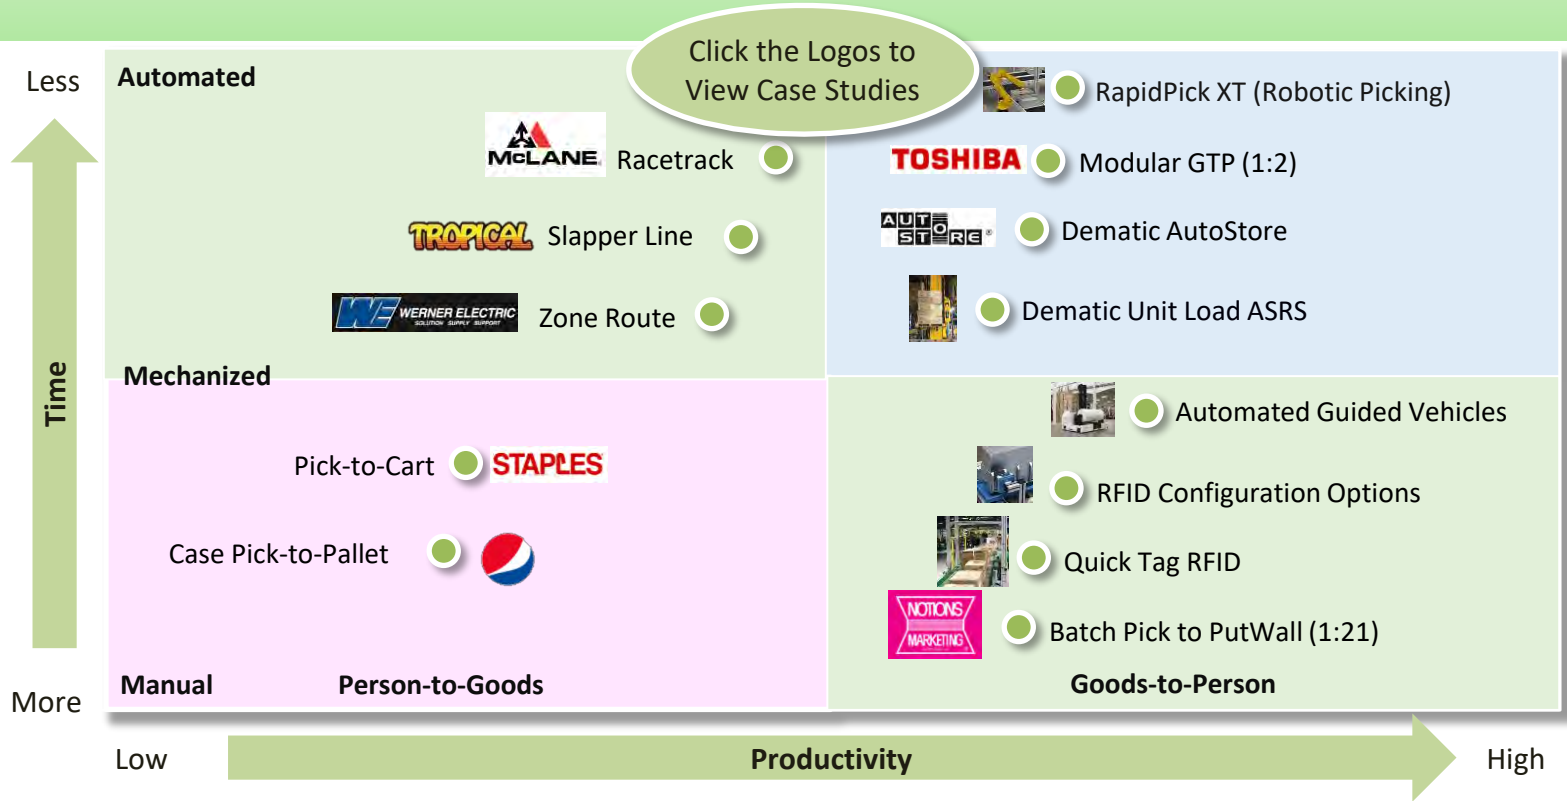 Click the Logos to
View Case Studies
Less
Automated
RapidPick XT (Robotic Picking)
McLANE
Racetrack
TOSHIBA
Modular GTP (1:2)
TROPICAL
Slapper Line
AUTOSTORE®
Dematic AutoStore
WE WERNER ELECTRIC
SOLUTION SUPPLY SUPPORT
Zone Route
Dematic Unit Load ASRS
Mechanized
Time
Automated Guided Vehicles
Pick-to-Cart
STAPLES
RFID Configuration Options
Case Pick-to-Pallet
Quick Tag RFID
NOTIONS
MARKETING
Batch Pick to PutWall (1:21)
Manual
Person-to-Goods
Goods-to-Person
More
Low
Productivity
High